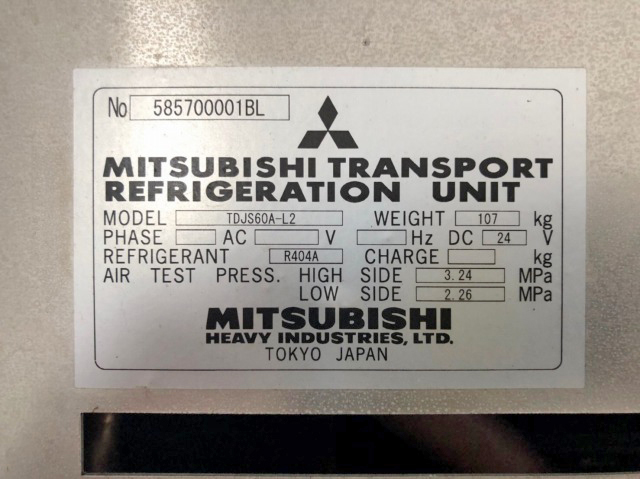 No 585700001BL
MITSUBISHI TRANSPORT
REFRIGERATION UNIT
MODEL TDJS60A-L2 WEIGHT 107 kg
PHASE AC V Hz DC 24 V
REFRIGERANT R404A CHARGE kg
AIR TEST PRESS. HIGH SIDE 3.24 MPa
LOW SIDE 2.26 MPa
MITSUBISHI
HEAVY INDUSTRIES, LTD.
TOKYO JAPAN